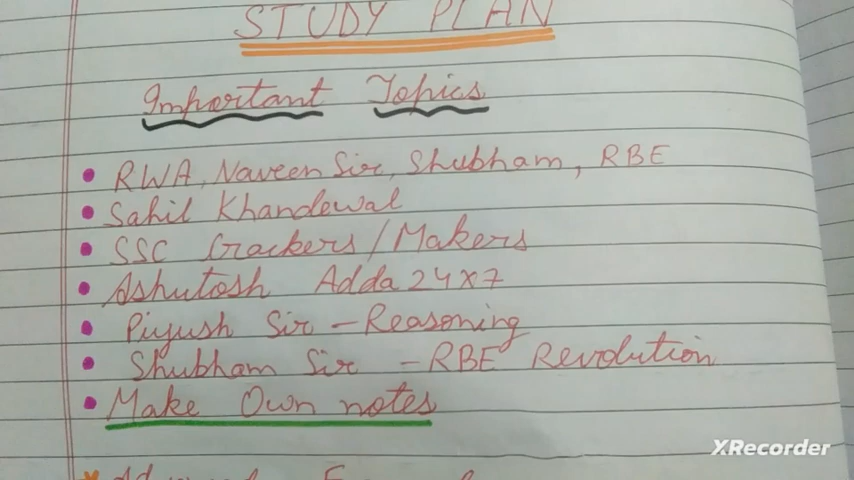 STUDY PLAN
Important Topics
• RWA, Naveen Sir, Shubham, RBE
• Sahil Khandewal
• SSC Crackers/Makers
• Ashutosh Adda 24x7
• Piyush Sir - Reasoning
• Shubham Sir - RBE Revolution
• Make Own notes
XRecorder